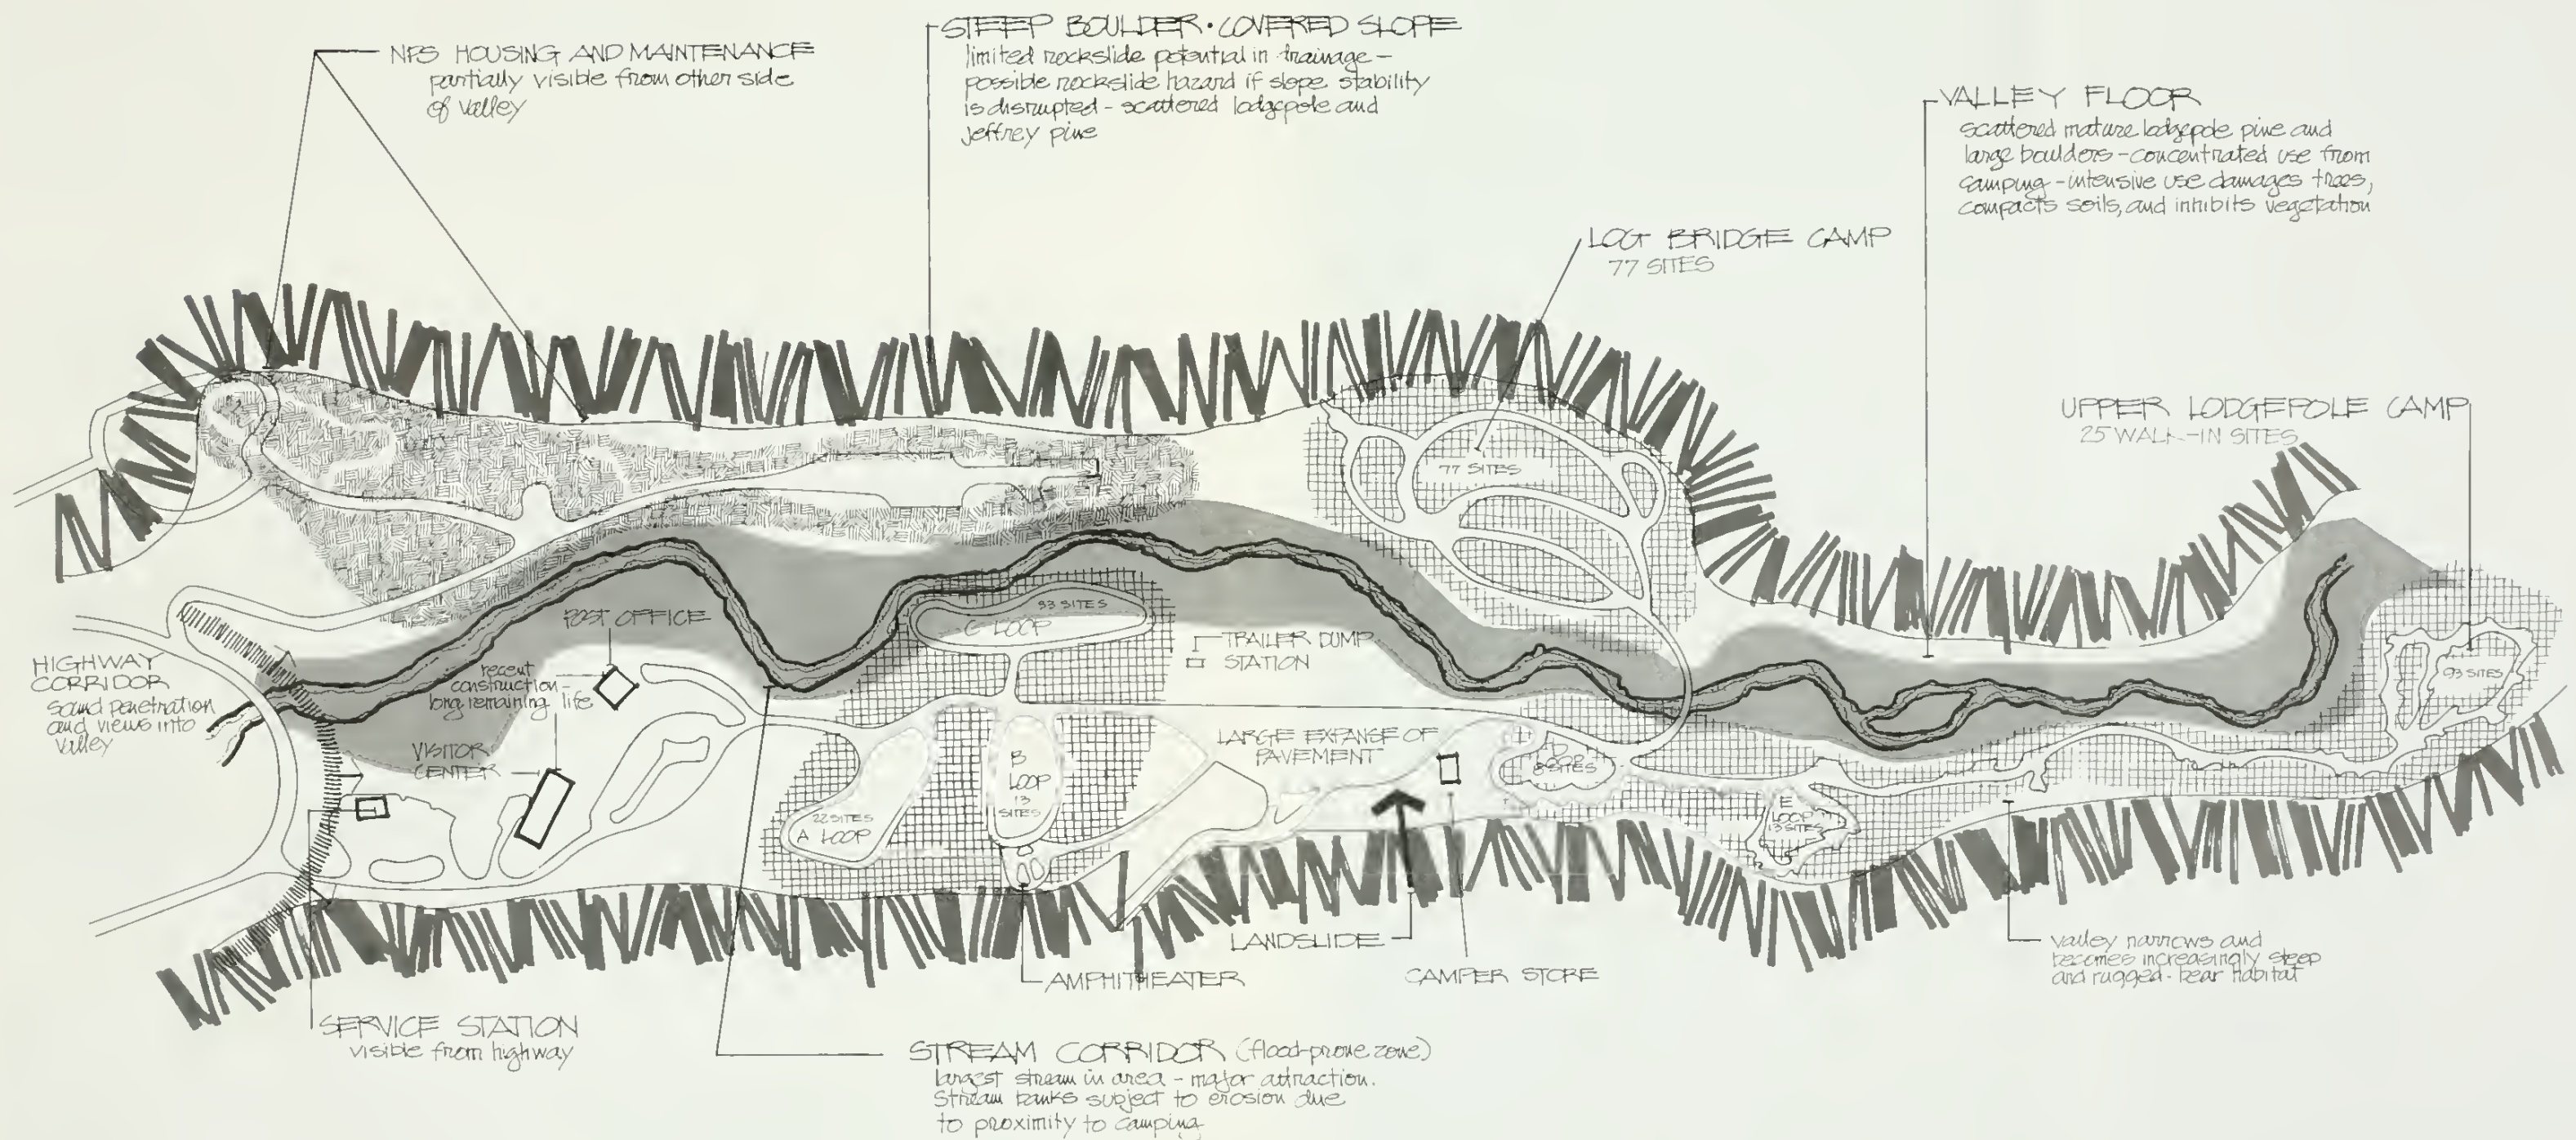 NPS HOUSING AND MAINTENANCE
partially visible from other side
of valley
STEEP BOULDER·COVERED SLOPE
limited rockslide potential in drainage –
possible rockslide hazard if slope stability
is disrupted – scattered lodgepole and
jeffrey pine
VALLEY FLOOR
scattered mature lodgepole pine and
large boulders – concentrated use from
camping – intensive use damages trees,
compacts soils, and inhibits vegetation
LOG BRIDGE CAMP
77 SITES
UPPER LODGEPOLE CAMP
25 WALK-IN SITES
77 SITES
93 SITES
33 SITES
C LOOP
POST OFFICE
TRAILER DUMP
STATION
HIGHWAY
CORRIDOR
sound penetration
and views into
valley
recent
construction –
long remaining life
VISITOR
CENTER
LARGE EXPANSE OF
PAVEMENT
D
LOOP
8 SITES
B
LOOP
13
SITES
22 SITES
A LOOP
E
LOOP
13 SITES
LANDSLIDE
AMPHITHEATER
CAMPER STORE
valley narrows and
becomes increasingly steep
and rugged - bear habitat
SERVICE STATION
visible from highway
STREAM CORRIDOR (flood-prone zone)
largest stream in area – major attraction.
Stream banks subject to erosion due
to proximity to camping